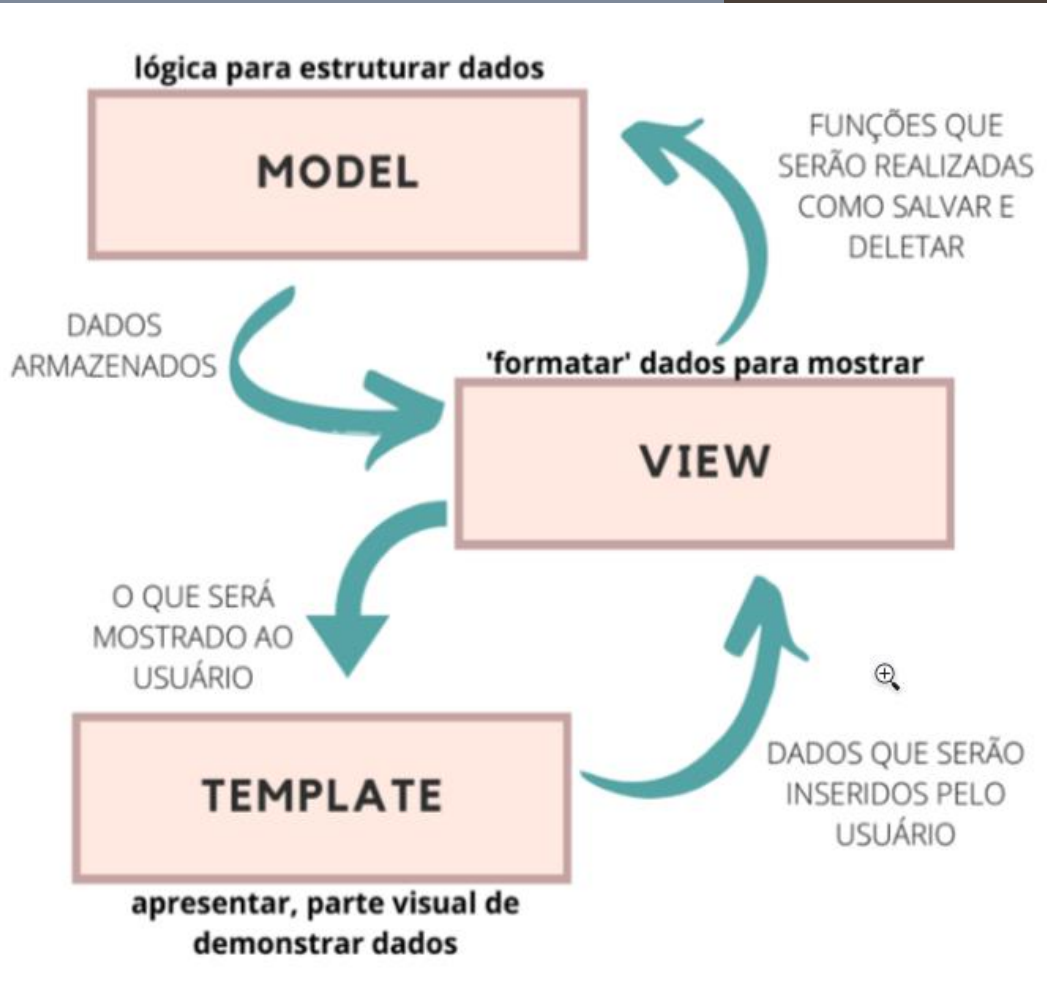 lógica para estruturar dados
MODEL
FUNÇÕES QUE
SERÃO REALIZADAS
COMO SALVAR E
DELETAR
DADOS
ARMAZENADOS
'formatar' dados para mostrar
VIEW
O QUE SERÁ
MOSTRADO AO
USUÁRIO
TEMPLATE
DADOS QUE SERÃO
INSERIDOS PELO
USUÁRIO
apresentar, parte visual de
demonstrar dados